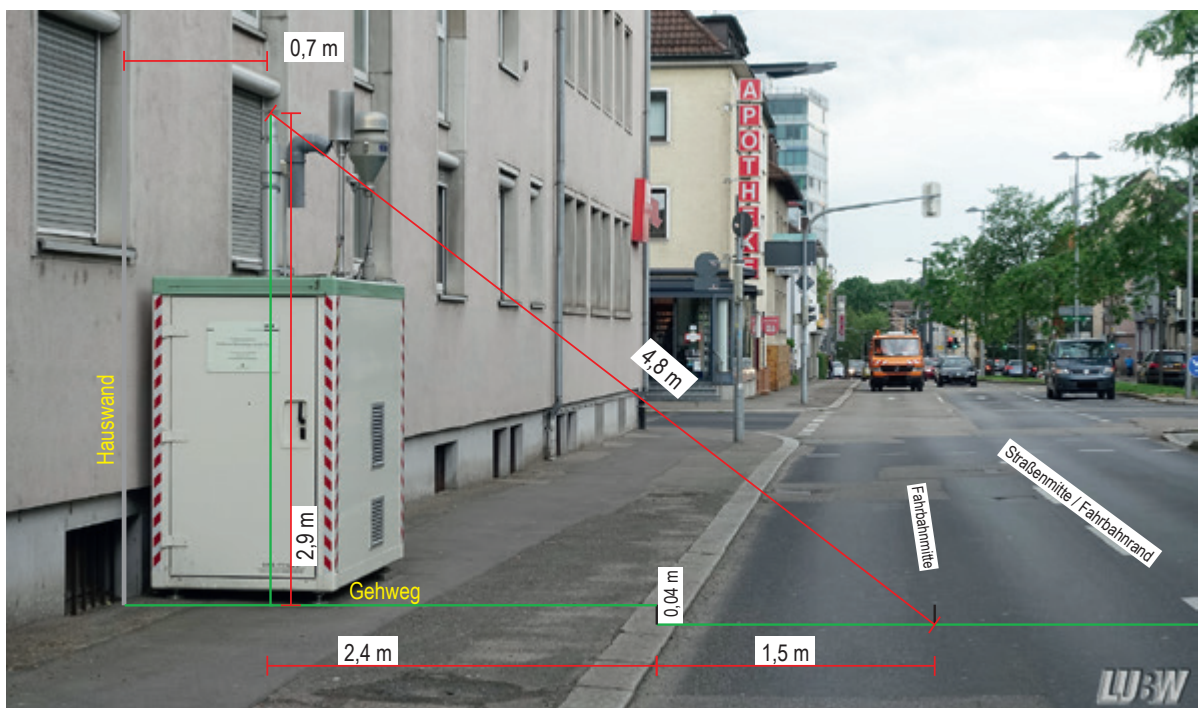 0,7 m
APOTHEKE
4,8 m
Hauswand
2,9 m
Gehweg
0,04 m
Fahrbahnmitte
Straßenmitte / Fahrbahnrand
2,4 m
1,5 m
LUBW